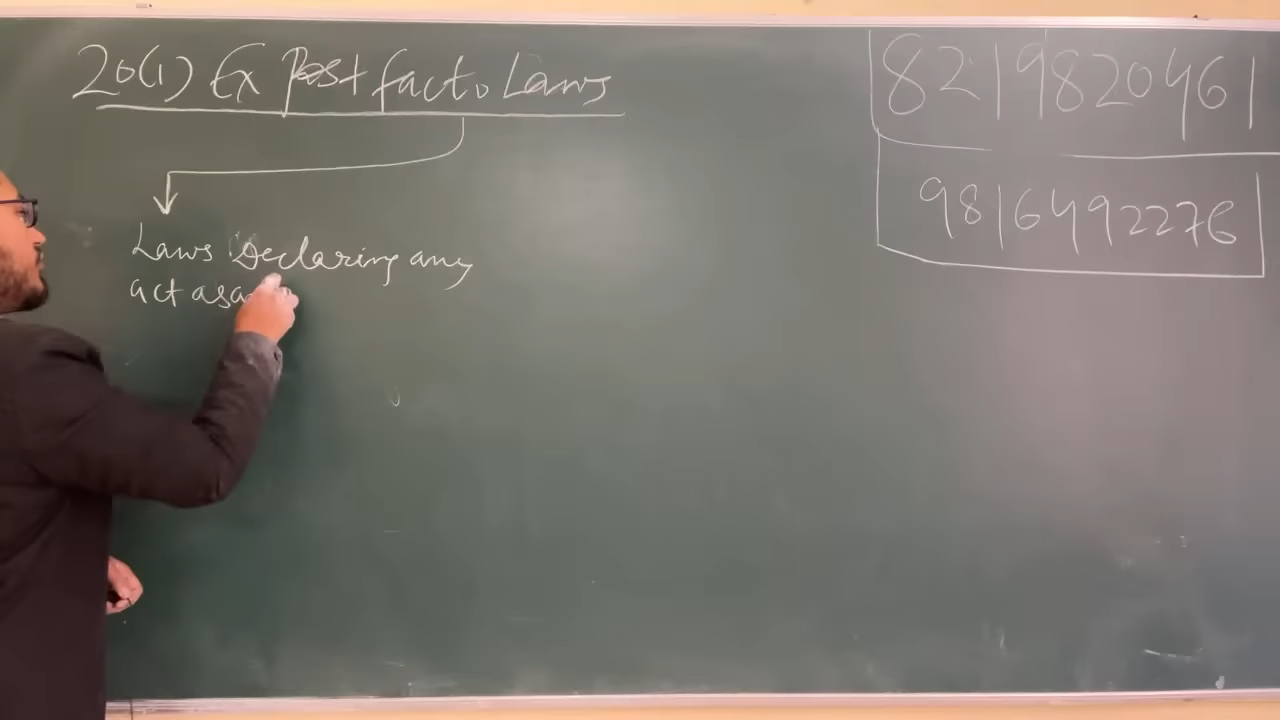 20(1) Ex Post facto Laws
Laws Declaring any
act as a
8219820461
9816492276